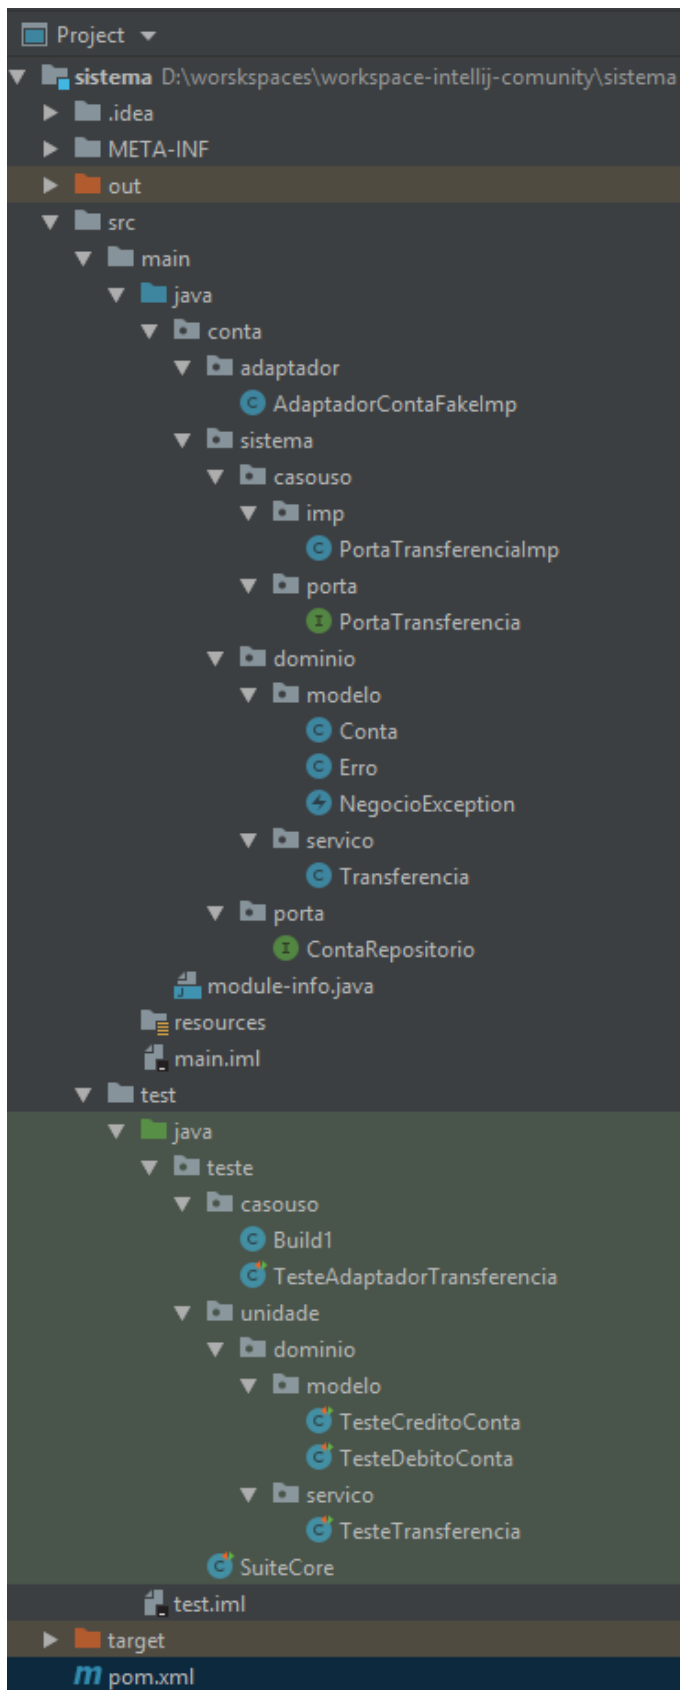 Project
sistema D:\worskspaces\workspace-intellij-comunity\sistema
.idea
META-INF
out
src
main
java
conta
adaptador
AdaptadorContaFakeImp
sistema
casouso
imp
PortaTransferenciaImp
porta
PortaTransferencia
dominio
modelo
Conta
Erro
NegocioException
servico
Transferencia
porta
ContaRepositorio
module-info.java
resources
main.iml
test
java
teste
casouso
Build1
TesteAdaptadorTransferencia
unidade
dominio
modelo
TesteCreditoConta
TesteDebitoConta
servico
TesteTransferencia
SuiteCore
test.iml
target
pom.xml